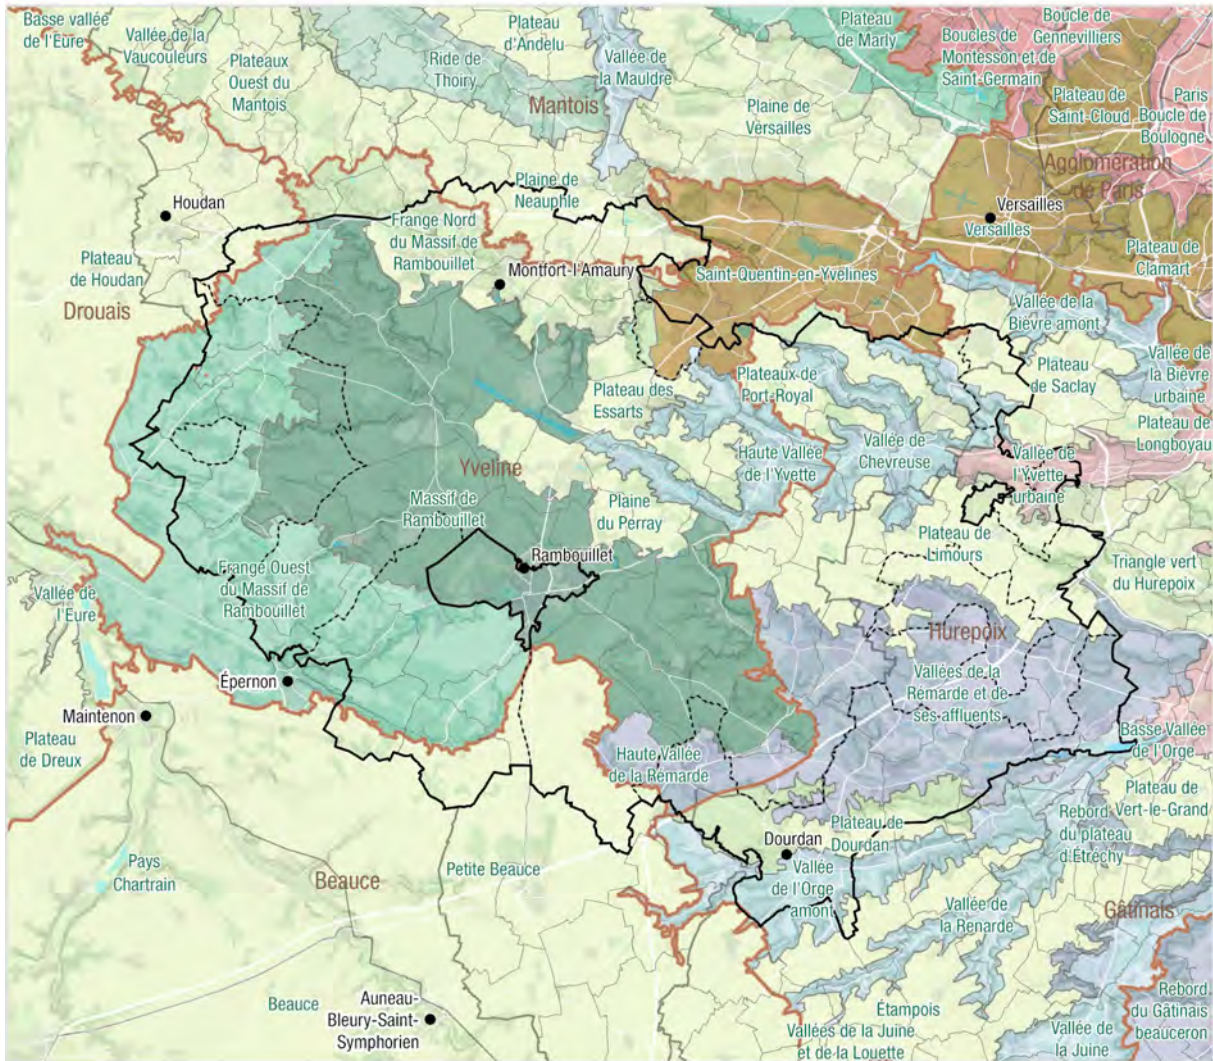 Basse vallée
de l'Eure
Vallée de la
Vaucouleurs
Plateaux
Ouest du
Mantois
Ride de
Thoiry
Plateau
d'Andelu
Vallée de
la Mauldre
Mantois
Plateau
de Marly
Boucles de
Montesson et de
Saint-Germain
Boucle de
Gennevilliers
Plaine de
Versailles
Plateau de
Saint-Cloud
Paris
Boucle de
Boulogne
Agglomération
de Paris
Houdan
Plaine de
Neauphle
Frange Nord
du Massif de
Rambouillet
Montfort-l'Amaury
Versailles
Versailles
Plateau de
Clamart
Plateau
de Houdan
Drouais
Saint-Quentin-en-Yvelines
Vallée de la
Bièvre amont
Plateau
de Saclay
Vallée de
la Bièvre
urbaine
Plateau des
Essarts
Plateaux de
Port-Royal
Plateau de
Longboyau
Haute Vallée
de l'Yvette
Vallée de
Chevreuse
Vallée de
l'Yvette
urbaine
Yveline
Massif de
Rambouillet
Plaine
du Perray
Rambouillet
Plateau de
Limours
Triangle vert
du Hurepoix
Frange Ouest
du Massif de
Rambouillet
Vallée de
l'Eure
Hurepoix
Épernon
Vallées de la
Rémarde et de
ses affluents
Maintenon
Plateau
de Dreux
Haute Vallée
de la Rémarde
Basse Vallée
de l'Orge
Plateau de
Vert-le-Grand
Rebord
du plateau
d'Étréchy
Plateau de
Dourdan
Dourdan
Vallée
de l'Orge
amont
Pays
Chartrain
Beauce
Petite Beauce
Vallée de
la Renarde
Gâtinais
Beauce
Auneau-
Bleury-Saint-
Symphorien
Étampois
Vallées de la Juine
et de la Louette
Vallée de
la Juine
Rebord
du Gâtinais
beauceron